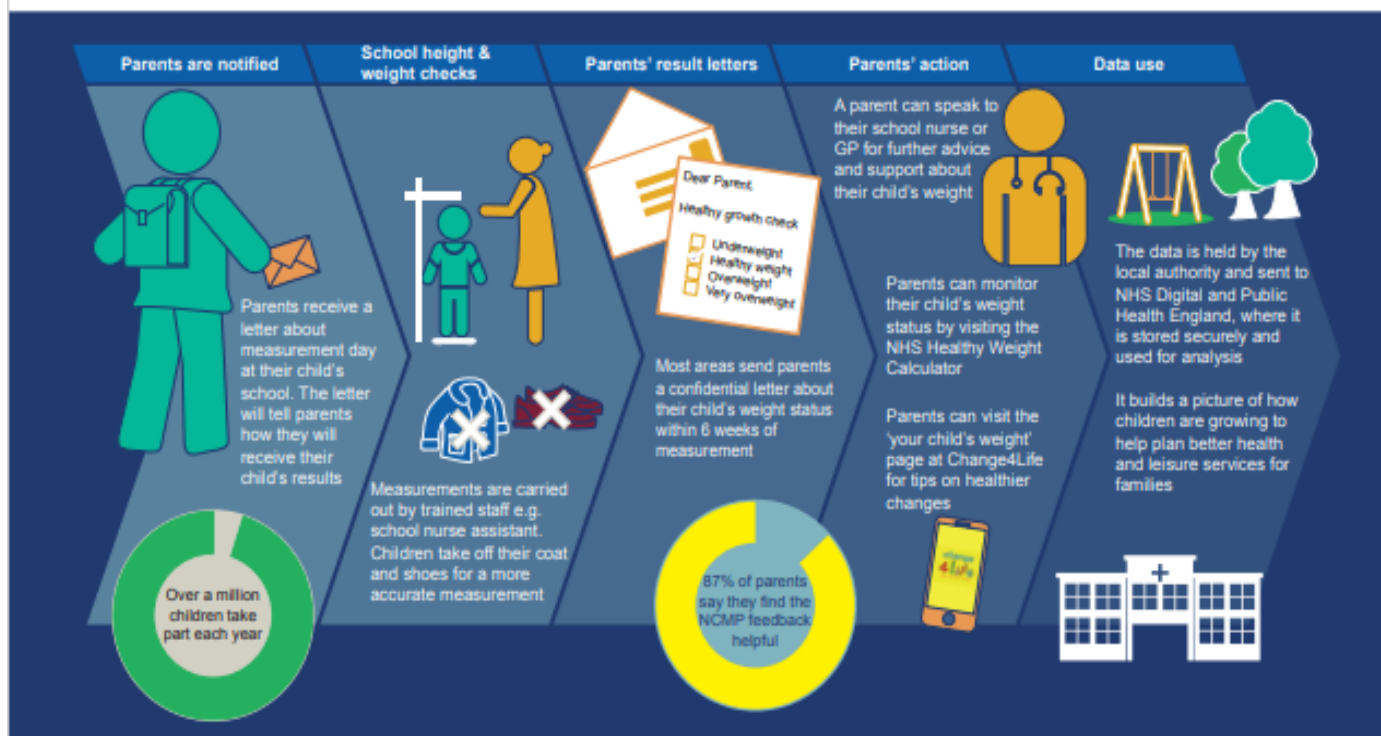 Parents are notified
School height &
weight checks
Parents' result letters
Parents' action
Data use
Parents receive a
letter about
measurement day
at their child's
school. The letter
will tell parents
how they will
receive their
child's results
Over a million
children take
part each year
Measurements are carried
out by trained staff e.g.
school nurse assistant.
Children take off their coat
and shoes for a more
accurate measurement
Dear Parent,
Healthy growth check
Underweight
Healthy weight
Overweight
Very overweight
Most areas send parents
a confidential letter about
their child's weight status
within 6 weeks of
measurement
87% of parents
say they find the
NCMP feedback
helpful
A parent can speak to
their school nurse or
GP for further advice
and support about
their child's weight
Parents can monitor
their child's weight
status by visiting the
NHS Healthy Weight
Calculator
Parents can visit the
'your child's weight'
page at Change4Life
for tips on healthier
changes
change
4Life
The data is held by the
local authority and sent to
NHS Digital and Public
Health England, where it
is stored securely and
used for analysis
It builds a picture of how
children are growing to
help plan better health
and leisure services for
families